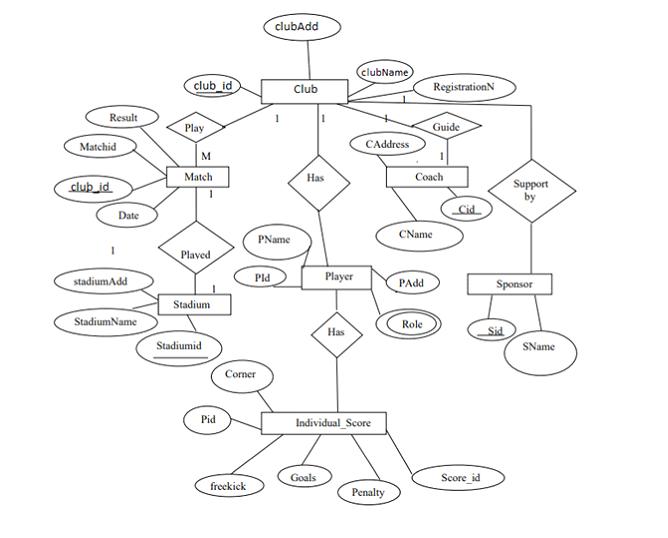 clubAdd
clubName
club_id
Club
RegistrationN
1
Result
Play
1
1
1
Guide
Matchid
M
CAddress
1
Match
Has
Coach
Support
by
club_id
1
Cid
Date
CName
PName
1
Played
stadiumAdd
PId
Player
PAdd
Sponsor
1
Stadium
StadiumName
Has
Role
Sid
Stadiumid
SName
Corner
Pid
Individual_Score
freekick
Goals
Penalty
Score_id